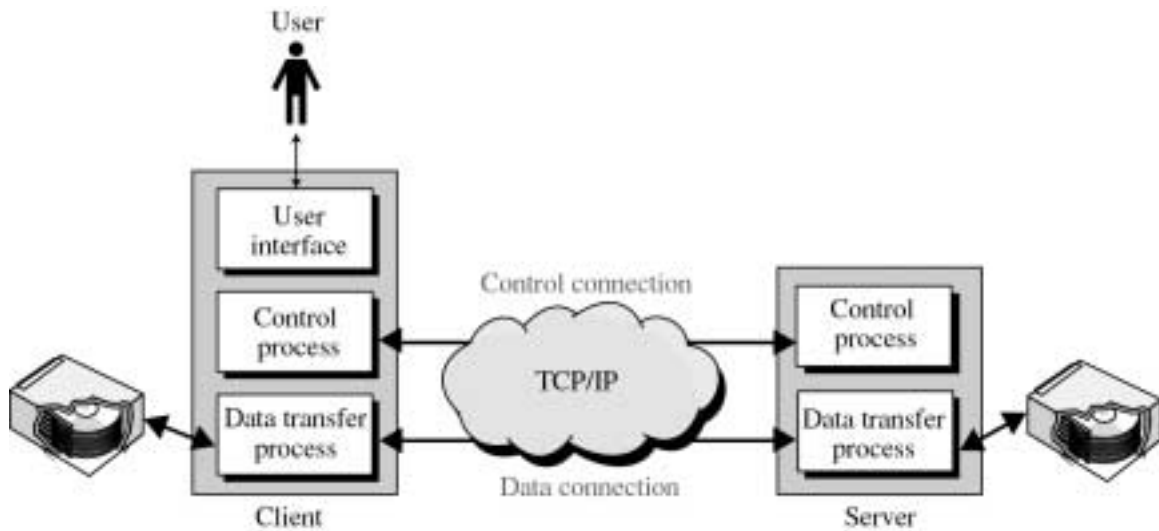 User
User
interface
Control connection
Control
process
Control
process
TCP/IP
Data transfer
process
Data transfer
process
Data connection
Client
Server